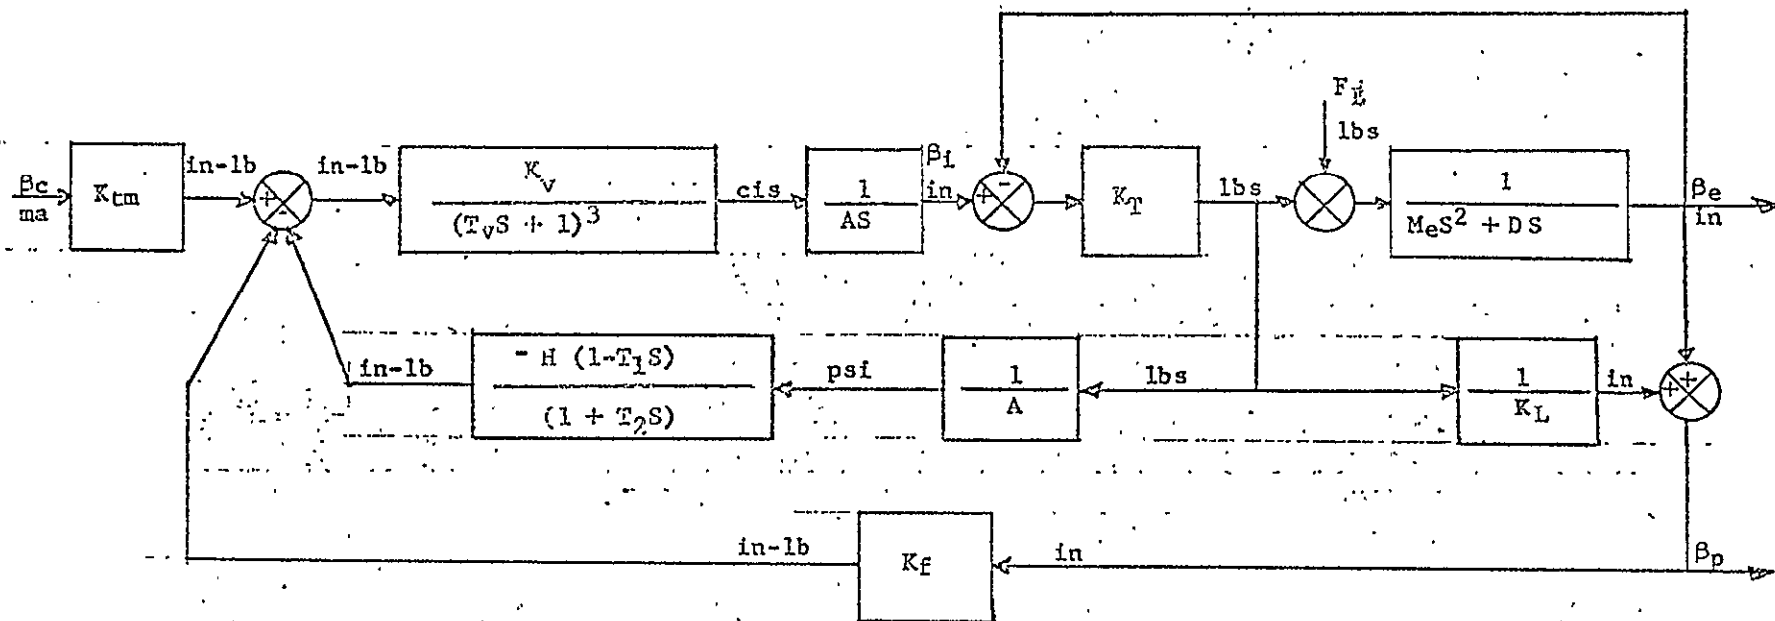 βc
ma
Ktm
in-lb
+
-
in-lb
Kv
(TvS + 1)³
cis
1
AS
βi
in
+
-
KT
lbs
lbs
1
MeS² + DS
βe
in
in-lb
- H (1-T1S)
(1 + T2S)
psi
1
A
lbs
1
KL
in
+
+
in-lb
Kf
in
βp